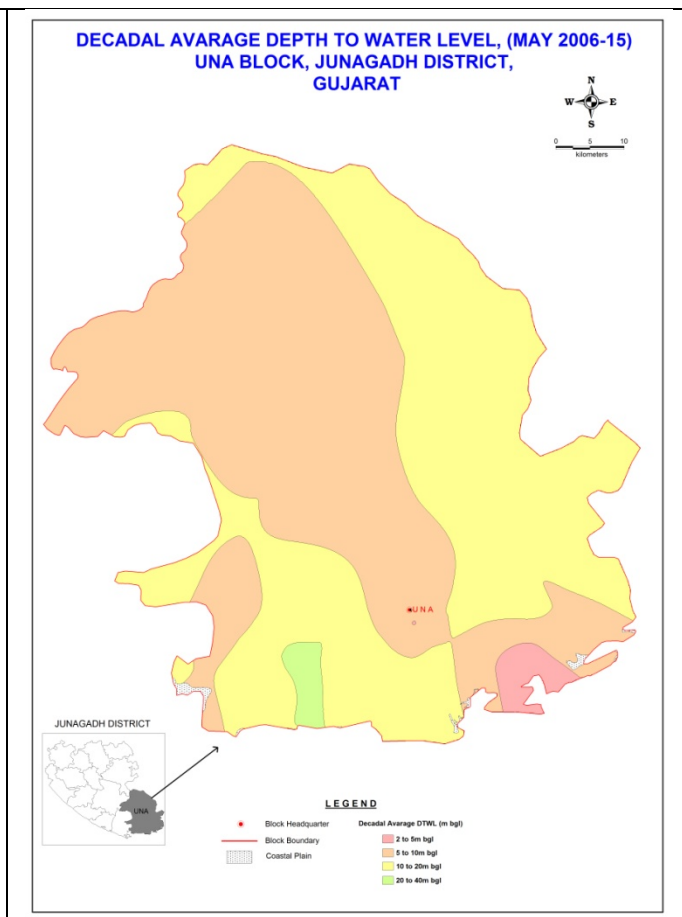 DECADAL AVARAGE DEPTH TO WATER LEVEL, (MAY 2006-15)
UNA BLOCK, JUNAGADH DISTRICT,
GUJARAT
N
W E
S
0 5 10
kilometers
U N A
JUNAGADH DISTRICT
UNA
LEGEND
Block Headquarter
Block Boundary
Coastal Plain
Decadal Avarage DTWL (m bgl)
2 to 5m bgl
5 to 10m bgl
10 to 20m bgl
20 to 40m bgl